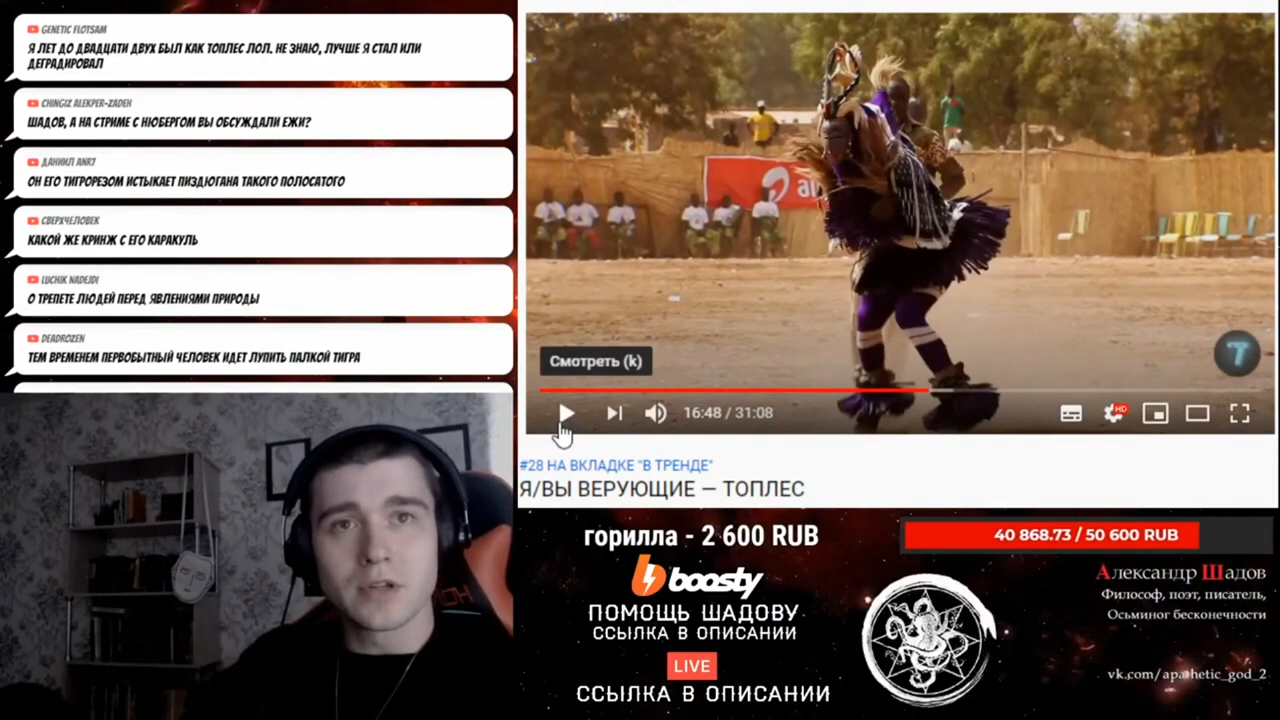 GENETIC FLOTSAM
Я ЛЕТ ДО ДВАДЦАТИ ДВУХ БЫЛ КАК ТОПЛЕС ЛОЛ. НЕ ЗНАЮ, ЛУЧШЕ Я СТАЛ ИЛИ
ДЕГРАДИРОВАЛ
CHINGIZ ALEKPER-ZADEH
ШАДОВ, А НА СТРИМЕ С НЮБЕРГОМ ВЫ ОБСУЖДАЛИ ЕЖИ?
ДАНИИЛ ANR7
ОН ЕГО ТИГРОРЕЗОМ ИСТЫКАЕТ ПИЗДЮГАНА ТАКОГО ПОЛОСАТОГО
СВЕРХЧЕЛОВЕК
КАКОЙ ЖЕ КРИНЖ С ЕГО КАРАКУЛЬ
LUCHIK NADEJDI
О ТРЕПЕТЕ ЛЮДЕЙ ПЕРЕД ЯВЛЕНИЯМИ ПРИРОДЫ
DEADROZEN
ТЕМ ВРЕМЕНЕМ ПЕРВОБЫТНЫЙ ЧЕЛОВЕК ИДЕТ ЛУПИТЬ ПАЛКОЙ ТИГРА
Смотреть (k)
16:48 / 31:08
HD
#28 НА ВКЛАДКЕ "В ТРЕНДЕ"
Я/ВЫ ВЕРУЮЩИЕ — ТОПЛЕС
горилла - 2 600 RUB
boosty
ПОМОЩЬ ШАДОВУ
ССЫЛКА В ОПИСАНИИ
LIVE
ССЫЛКА В ОПИСАНИИ
40 868.73 / 50 600 RUB
Александр Шадов
Философ, поэт, писатель,
Осьминог бесконечности
vk.com/apathetic_god_2